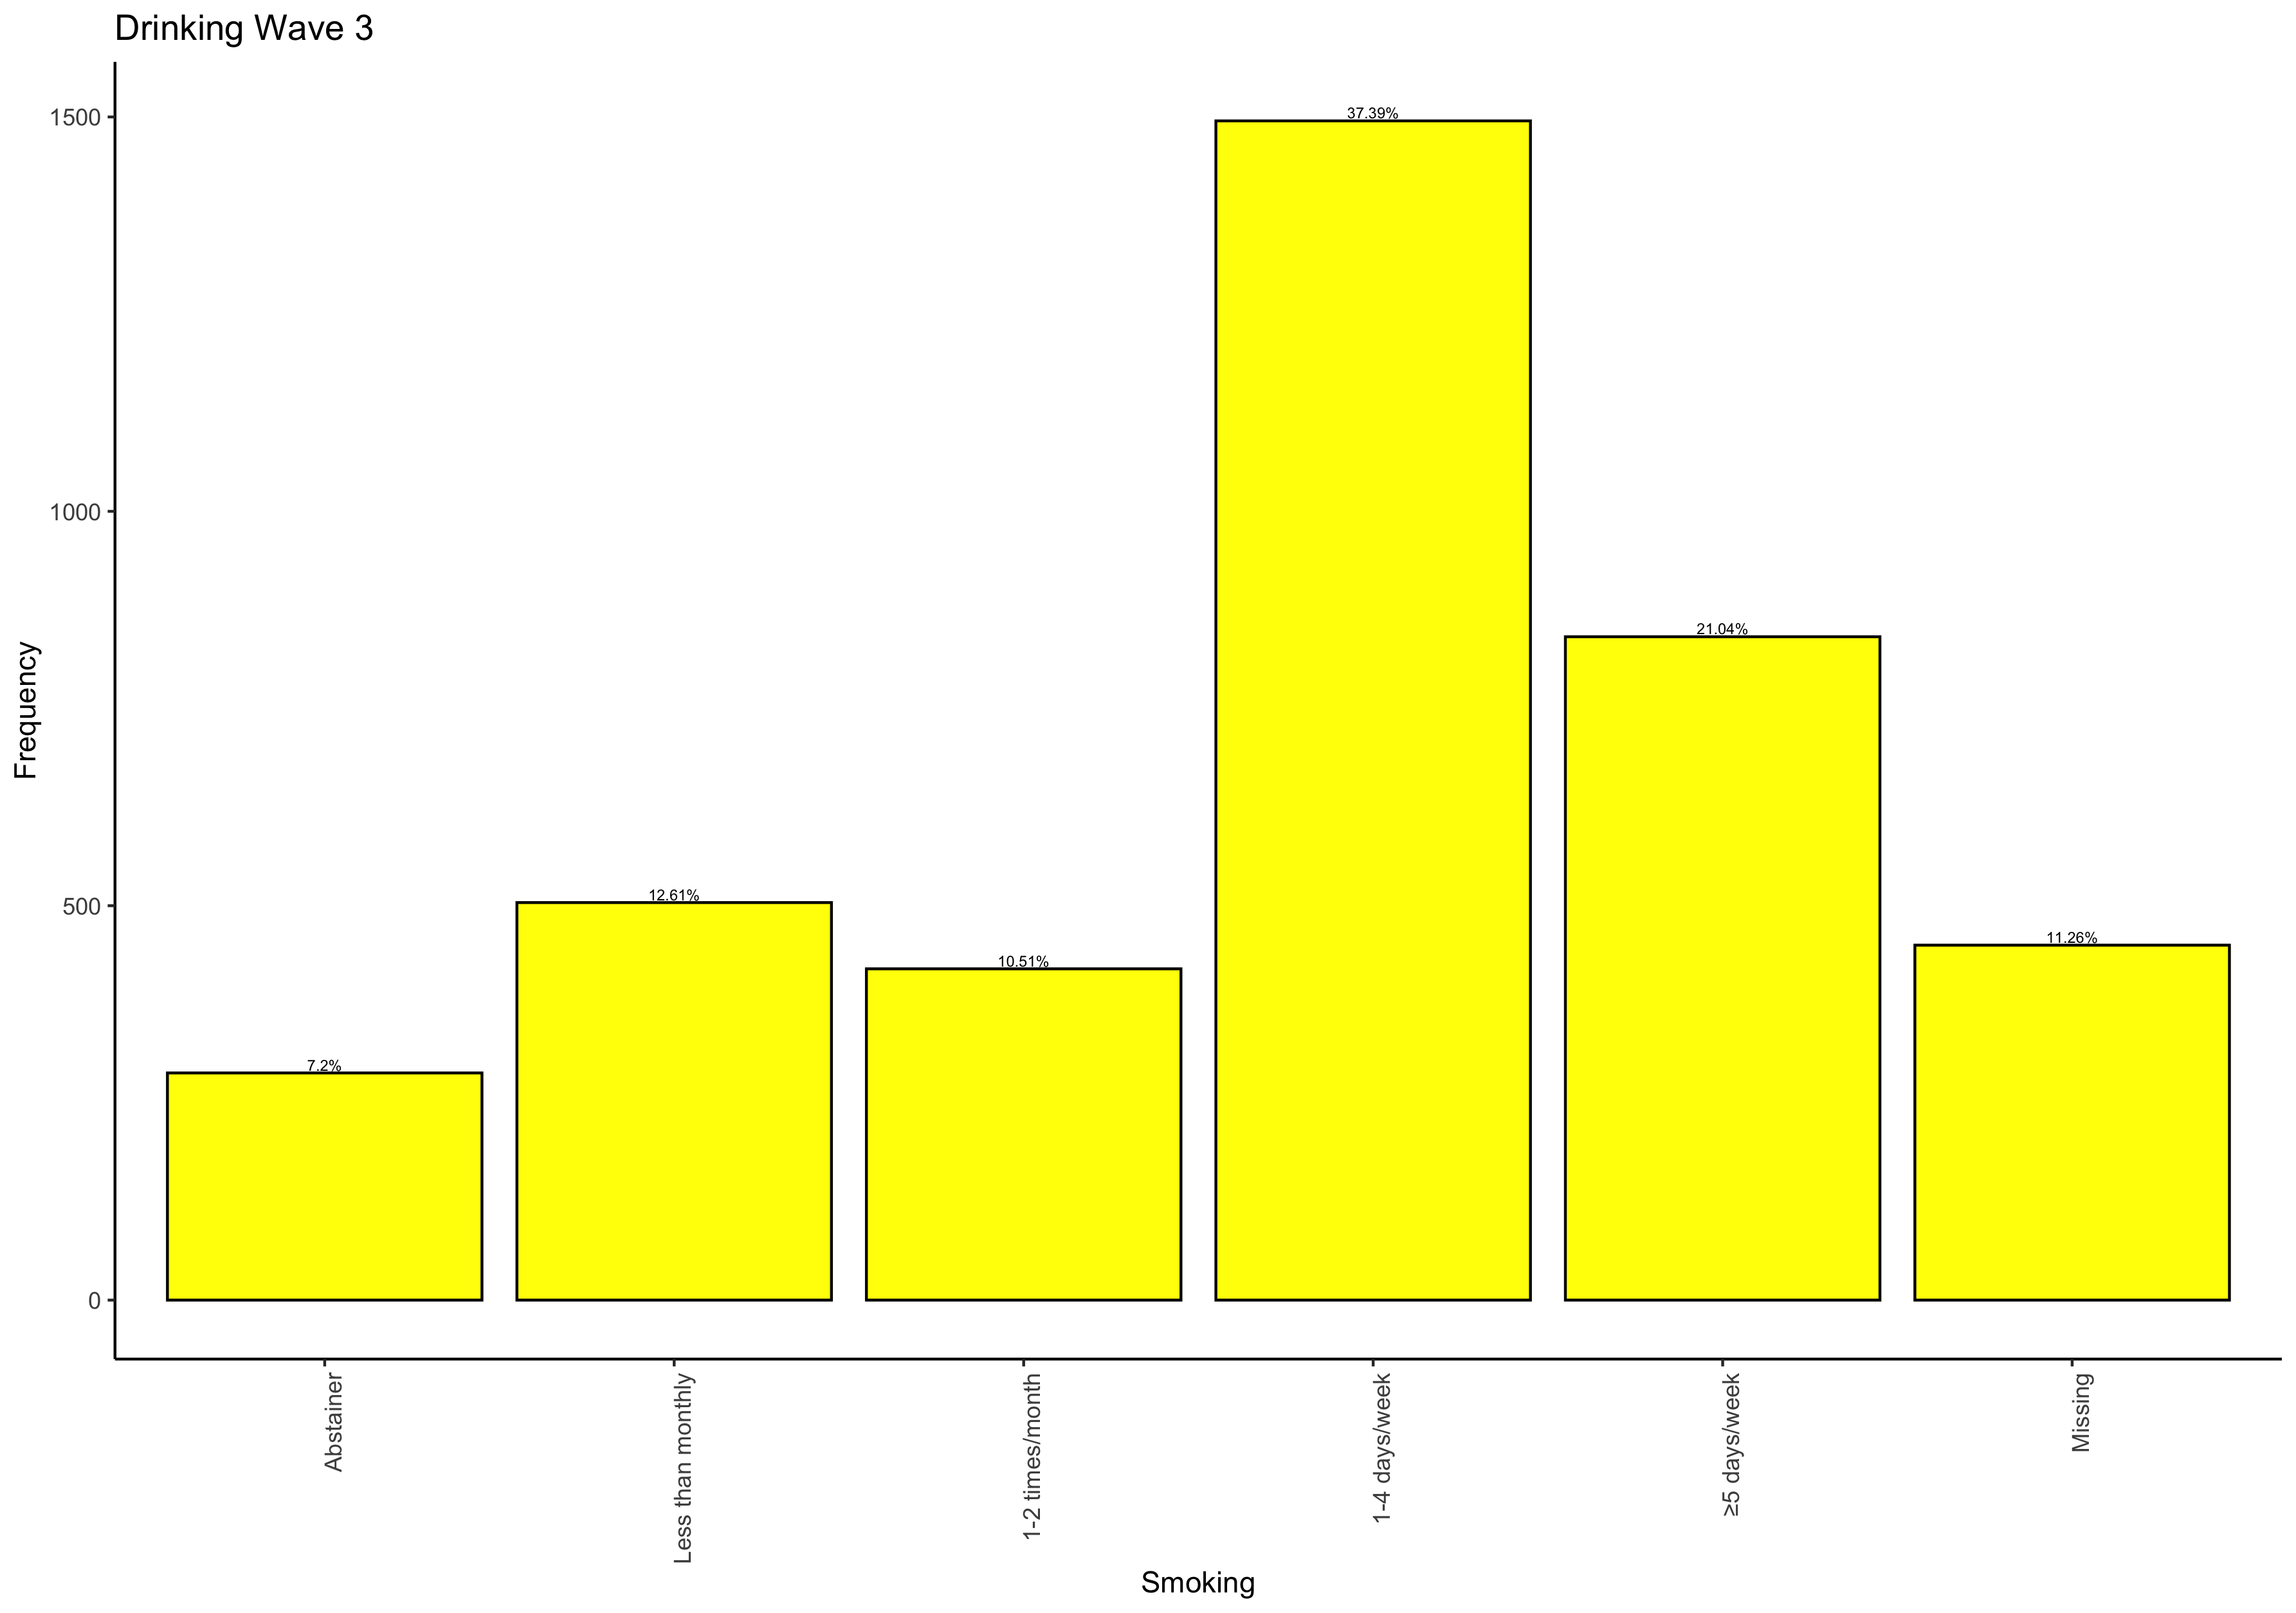 Drinking Wave 3
Frequency
1500
1000
500
0
7.2%
12.61%
10.51%
37.39%
21.04%
11.26%
Abstainer
Less than monthly
1-2 times/month
1-4 days/week
≥5 days/week
Missing
Smoking